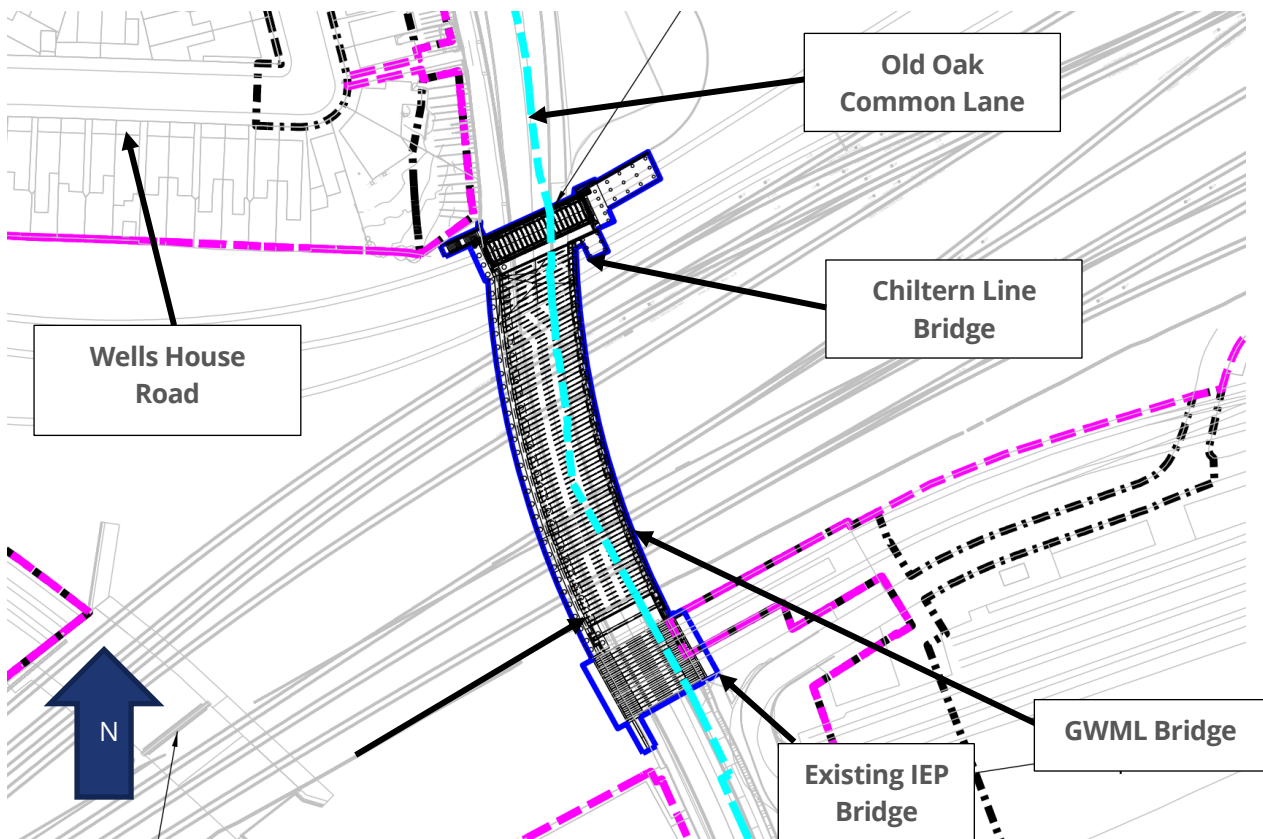 Old Oak
Common Lane
Chiltern Line
Bridge
Wells House
Road
N
GWML Bridge
Existing IEP
Bridge